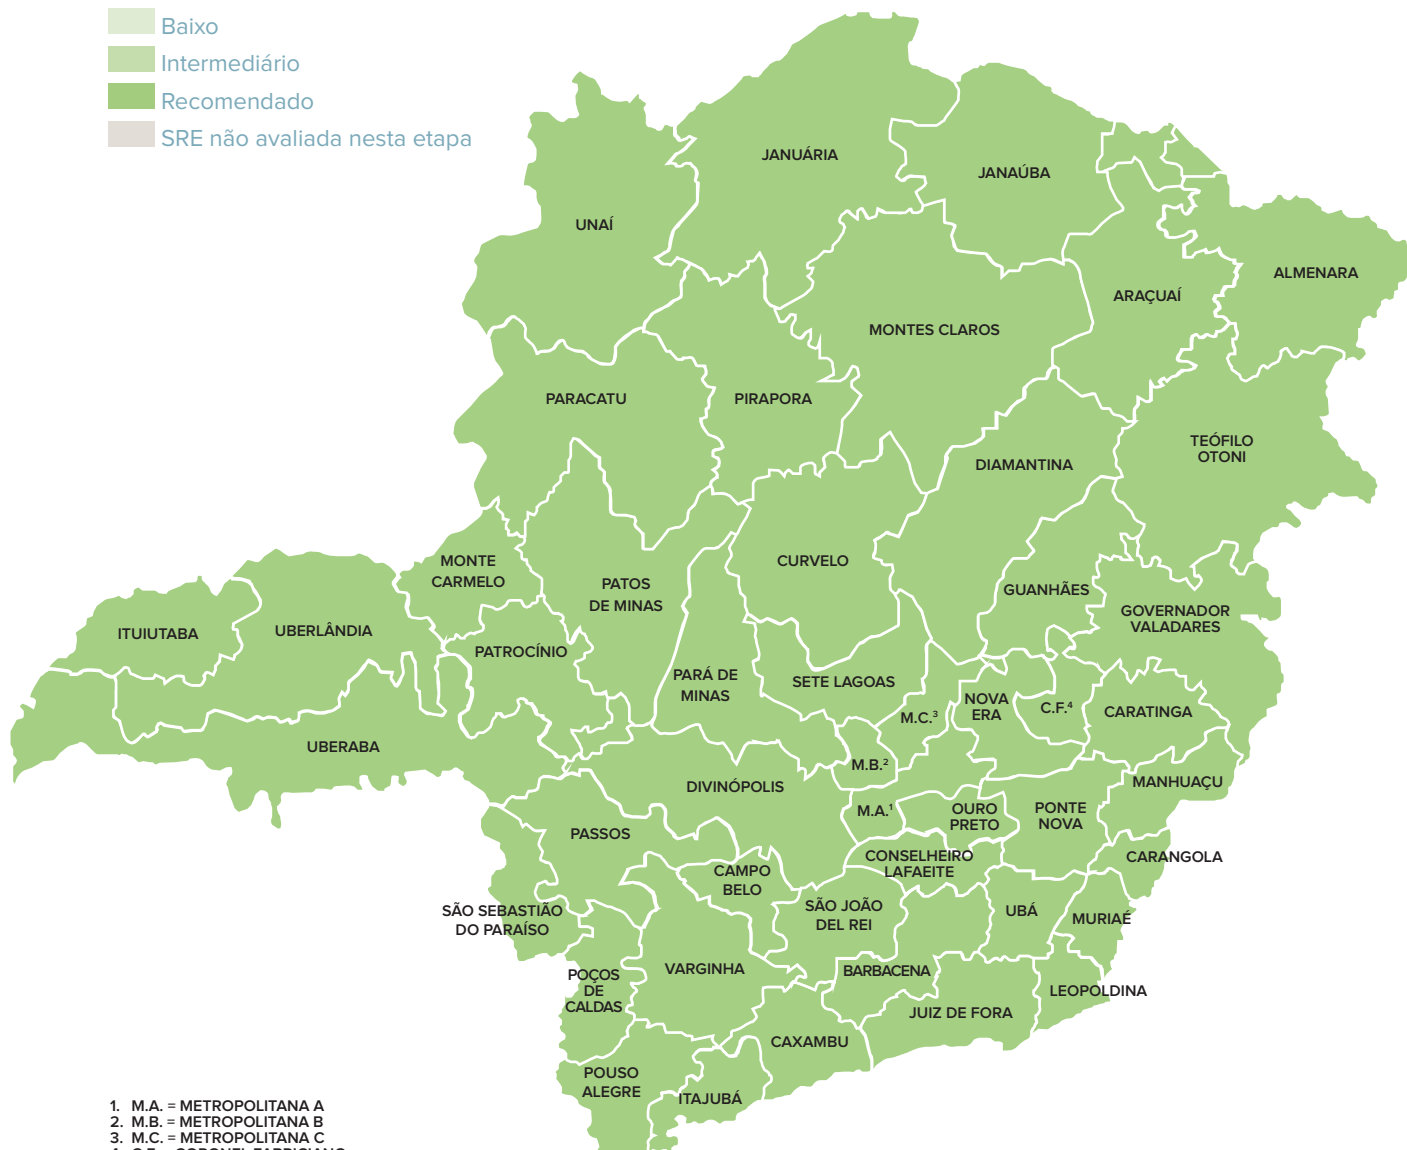 Baixo
Intermediário
Recomendado
SRE não avaliada nesta etapa
JANUÁRIA
JANAÚBA
UNAÍ
ALMENARA
ARAÇUAÍ
MONTES CLAROS
PARACATU
PIRAPORA
TEÓFILO
OTONI
DIAMANTINA
MONTE
CARMELO
CURVELO
PATOS
DE MINAS
GUANHÃES
GOVERNADOR
VALADARES
ITUIUTABA
UBERLÂNDIA
PATROCÍNIO
PARÁ DE
MINAS
SETE LAGOAS
M.C.³
NOVA
ERA
C.F.⁴
CARATINGA
UBERABA
M.B.²
DIVINÓPOLIS
MANHUAÇU
M.A.¹
OURO
PRETO
PONTE
NOVA
PASSOS
CONSELHEIRO
LAFAEITE
CARANGOLA
CAMPO
BELO
SÃO SEBASTIÃO
DO PARAÍSO
SÃO JOÃO
DEL REI
UBÁ
MURIAÉ
VARGINHA
BARBACENA
POÇOS
DE
CALDAS
LEOPOLDINA
JUIZ DE FORA
CAXAMBU
POUSO
ALEGRE
ITAJUBÁ
1. M.A. = METROPOLITANA A
2. M.B. = METROPOLITANA B
3. M.C. = METROPOLITANA C
4. C.F. = CORONEL FABRICIANO